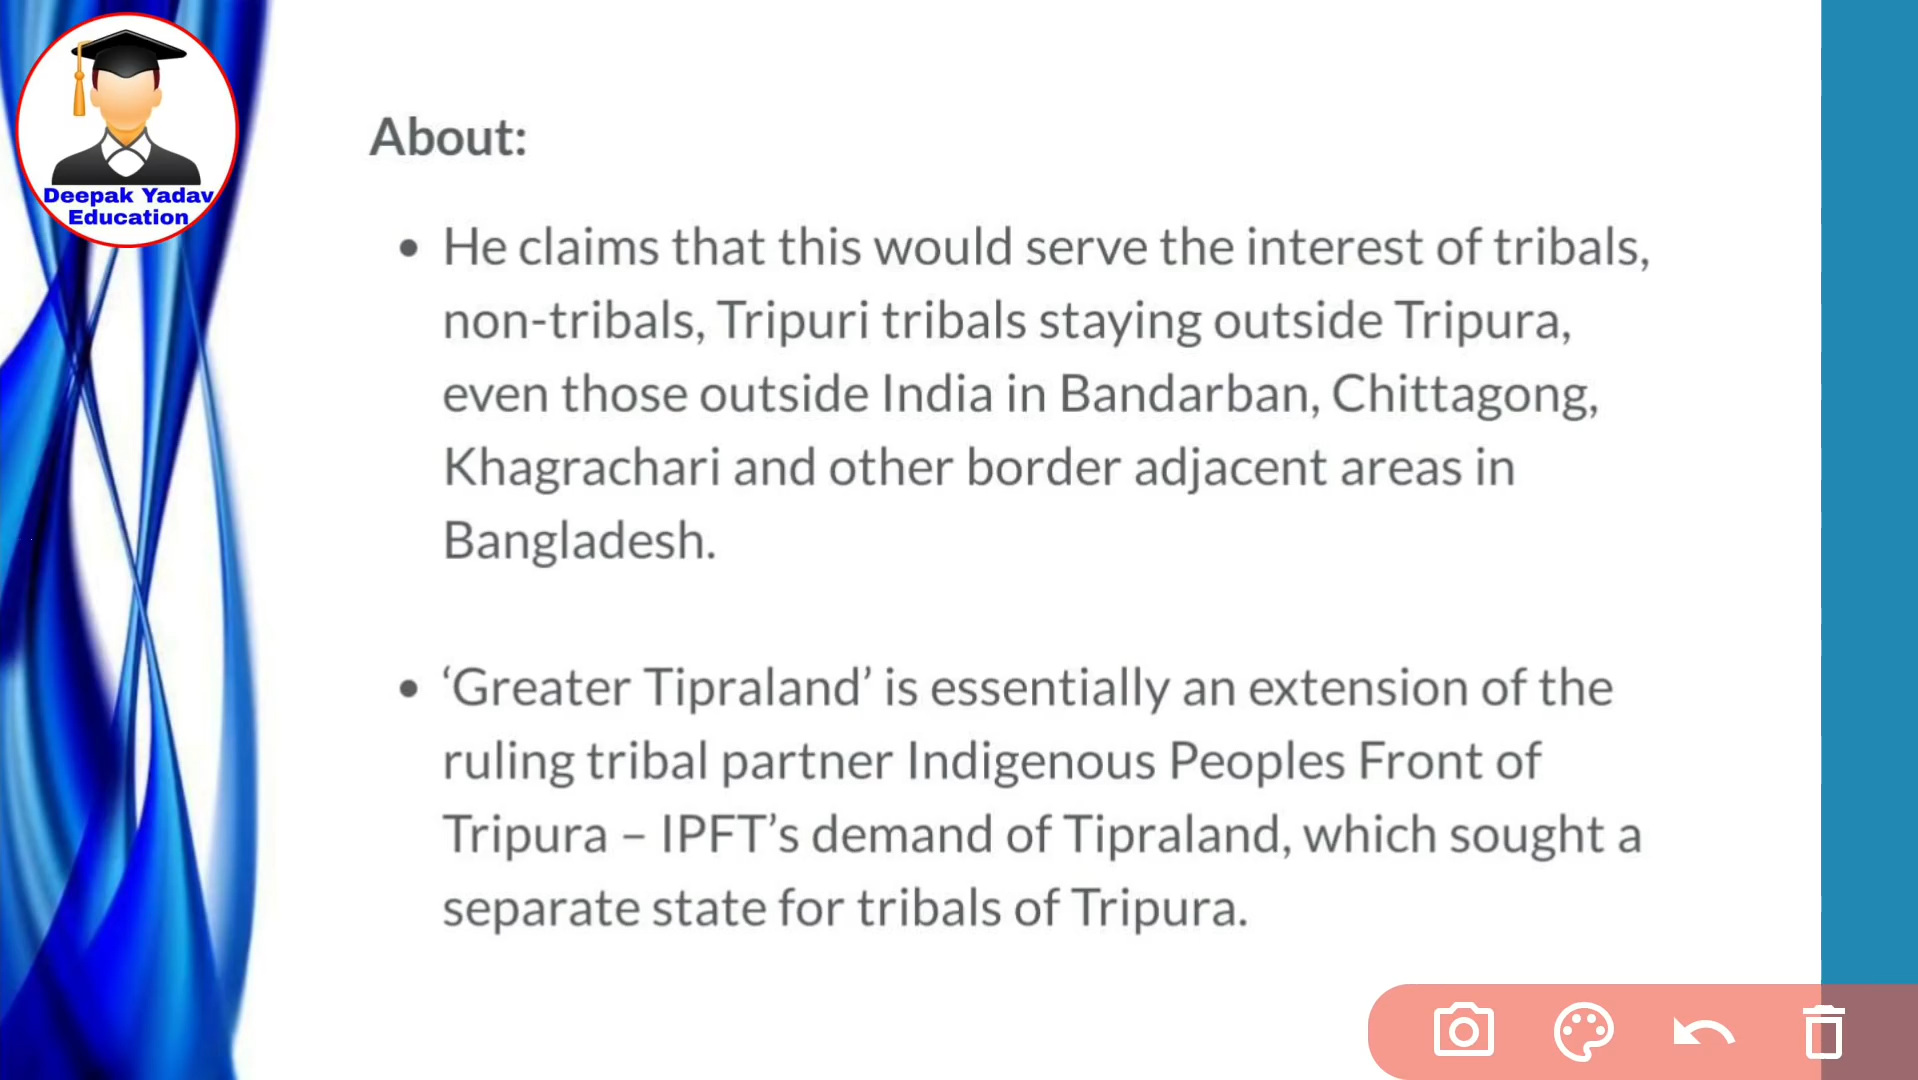 Deepak Yadav
Education
About:
• He claims that this would serve the interest of tribals,
non-tribals, Tripuri tribals staying outside Tripura,
even those outside India in Bandarban, Chittagong,
Khagrachari and other border adjacent areas in
Bangladesh.
• ‘Greater Tipraland’ is essentially an extension of the
ruling tribal partner Indigenous Peoples Front of
Tripura – IPFT’s demand of Tipraland, which sought a
separate state for tribals of Tripura.